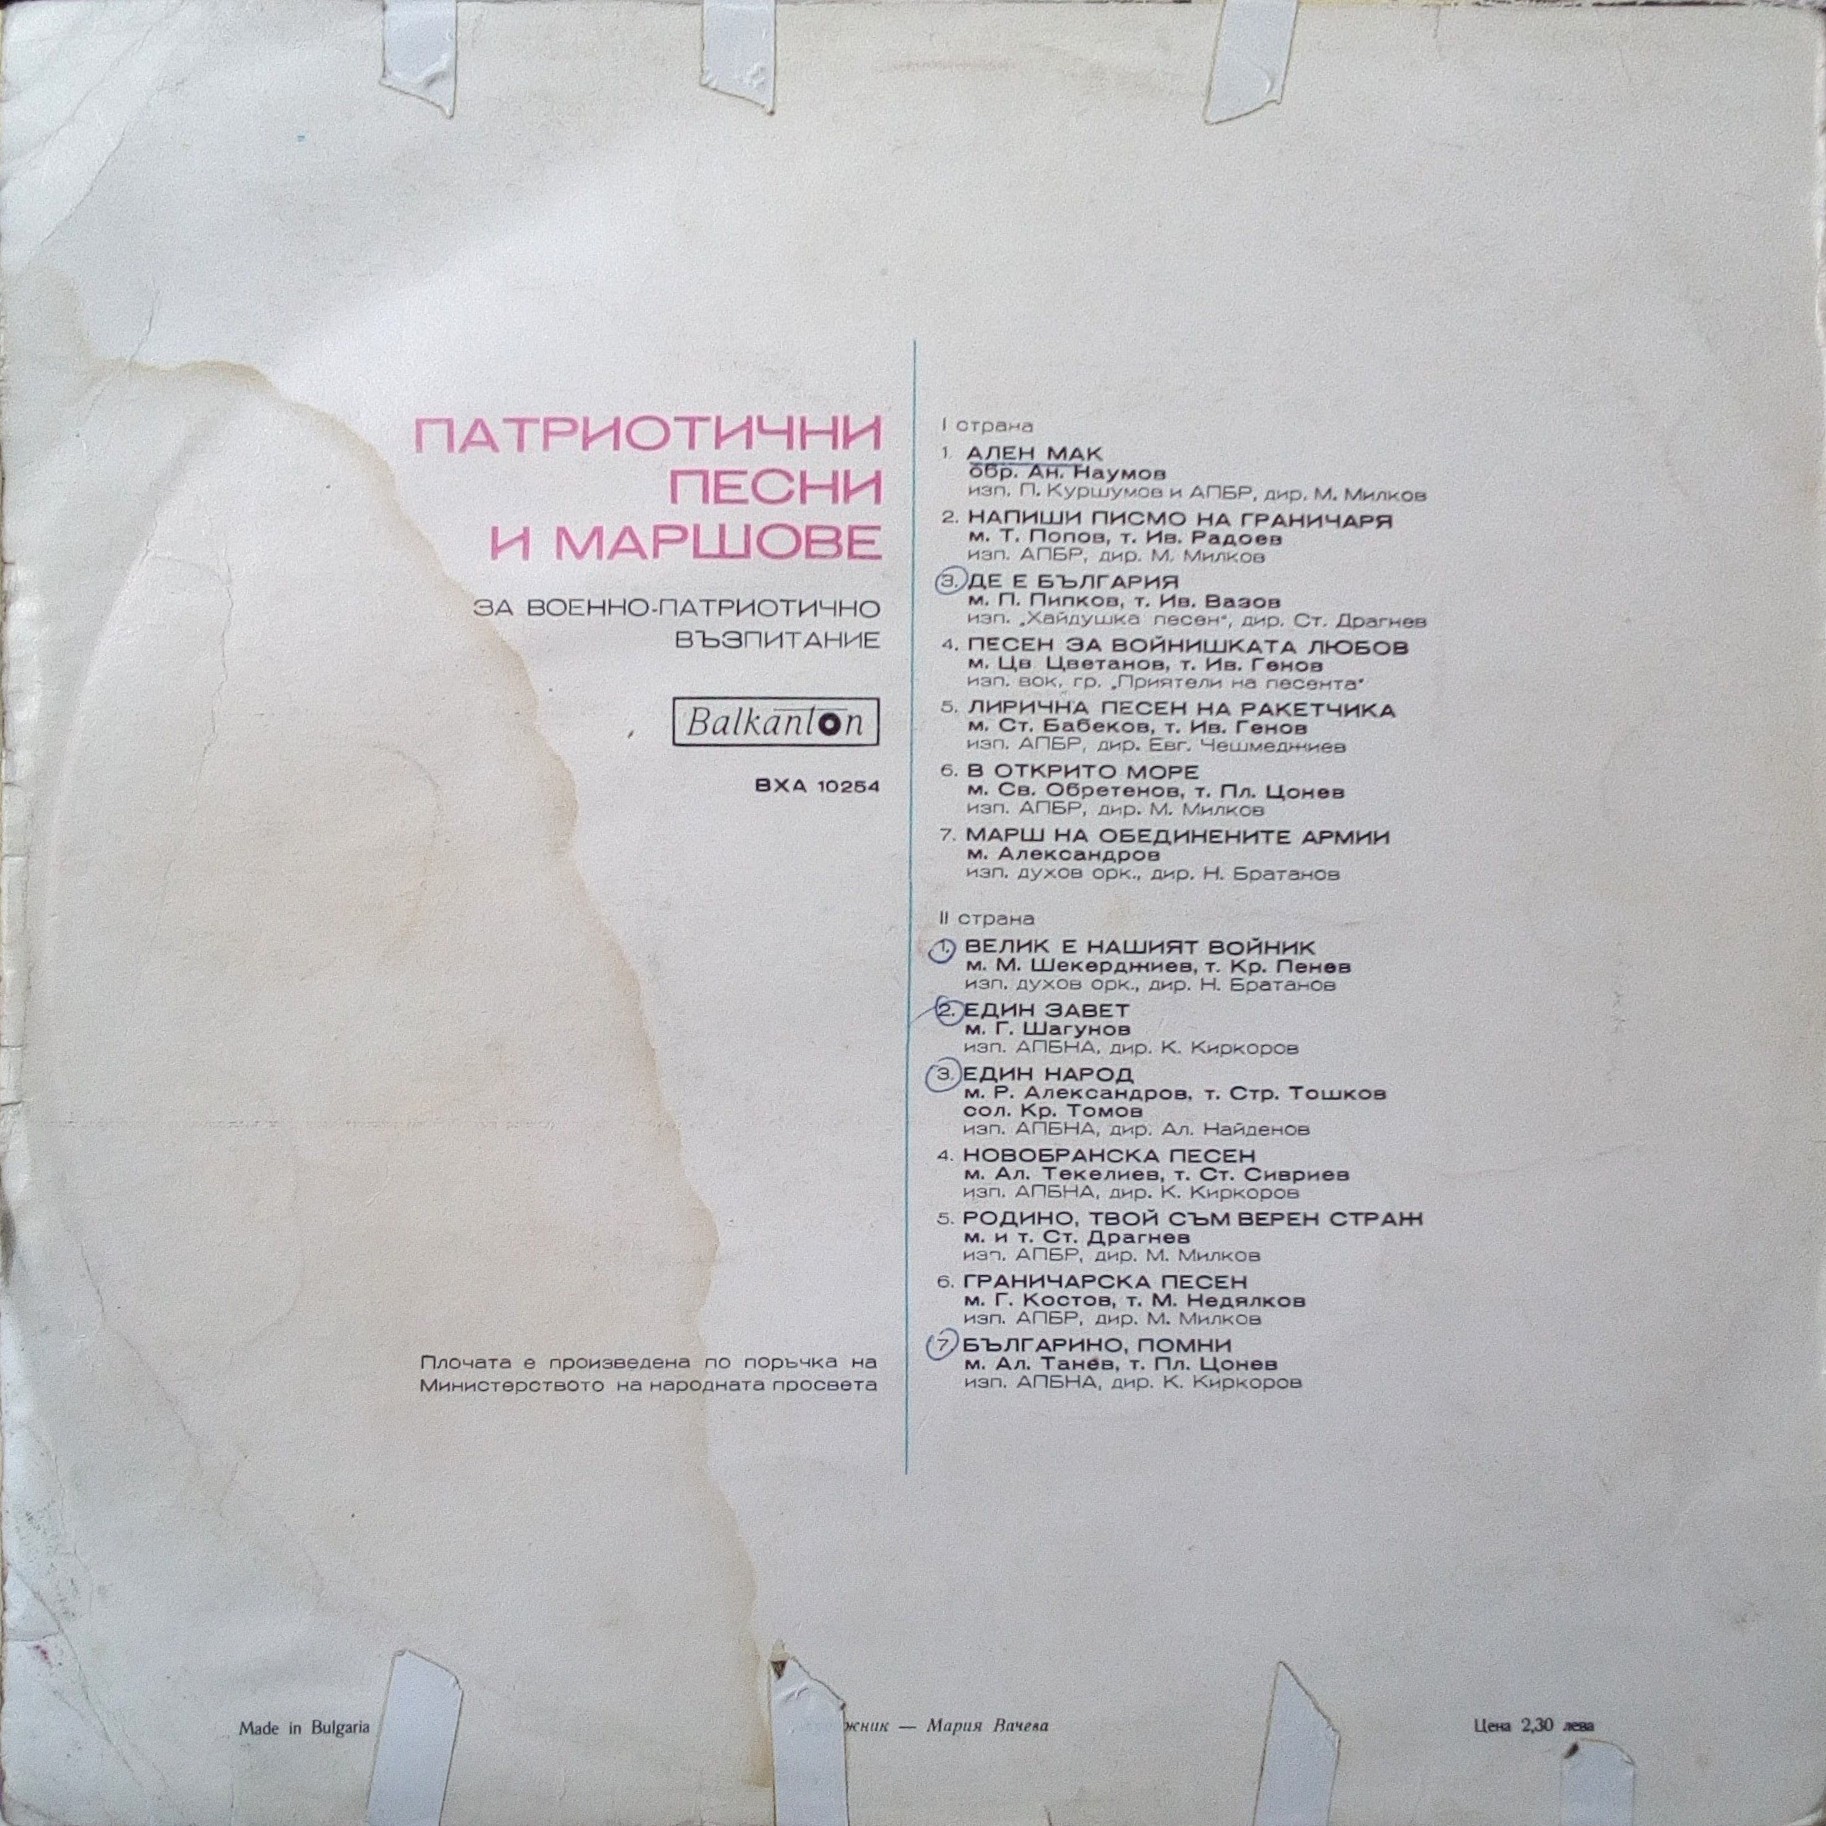 ПАТРИОТИЧНИ
ПЕСНИ
И МАРШОВЕ
ЗА ВОЕННО-ПАТРИОТИЧНО
ВЪЗПИТАНИЕ
Balkanton
ВХА 10254
Плочата е произведена по поръчка на
Министерството на народната просвета
I страна
1. АЛЕН МАК
обр. Ан. Наумов
изп. П. Куршумов и АПБР, дир. М. Милков
2. НАПИШИ ПИСМО НА ГРАНИЧАРЯ
м. Т. Попов, т. Ив. Радоев
изп. АПБР, дир. М. Милков
3. ДЕ Е БЪЛГАРИЯ
м. П. Пипков, т. Ив. Вазов
изп. „Хайдушка песен“, дир. Ст. Драгнев
4. ПЕСЕН ЗА ВОЙНИШКАТА ЛЮБОВ
м. Цв. Цветанов, т. Ив. Генов
изп. вок, гр. „Приятели на песента“
5. ЛИРИЧНА ПЕСЕН НА РАКЕТЧИКА
м. Ст. Бабеков, т. Ив. Генов
изп. АПБР, дир. Евг. Чешмеджиев
6. В ОТКРИТО МОРЕ
м. Св. Обретенов, т. Пл. Цонев
изп. АПБР, дир. М. Милков
7. МАРШ НА ОБЕДИНЕНИТЕ АРМИИ
м. Александров
изп. духов орк., дир. Н. Братанов
II страна
1. ВЕЛИК Е НАШИЯТ ВОЙНИК
м. М. Шекерджиев, т. Кр. Пенев
изп. духов орк., дир. Н. Братанов
2. ЕДИН ЗАВЕТ
м. Г. Шагунов
изп. АПБНА, дир. К. Киркоров
3. ЕДИН НАРОД
м. Р. Александров, т. Стр. Тошков
сол. Кр. Томов
изп. АПБНА, дир. Ал. Найденов
4. НОВОБРАНСКА ПЕСЕН
м. Ал. Текелиев, т. Ст. Сивриев
изп. АПБНА, дир. К. Киркоров
5. РОДИНО, ТВОЙ СЪМ ВЕРЕН СТРАЖ
м. и т. Ст. Драгнев
изп. АПБР, дир. М. Милков
6. ГРАНИЧАРСКА ПЕСЕН
м. Г. Костов, т. М. Недялков
изп. АПБР, дир. М. Милков
7. БЪЛГАРИНО, ПОМНИ
м. Ал. Танев, т. Пл. Цонев
изп. АПБНА, дир. К. Киркоров
Made in Bulgaria
— Мария Вачева
Цена 2,30 лева